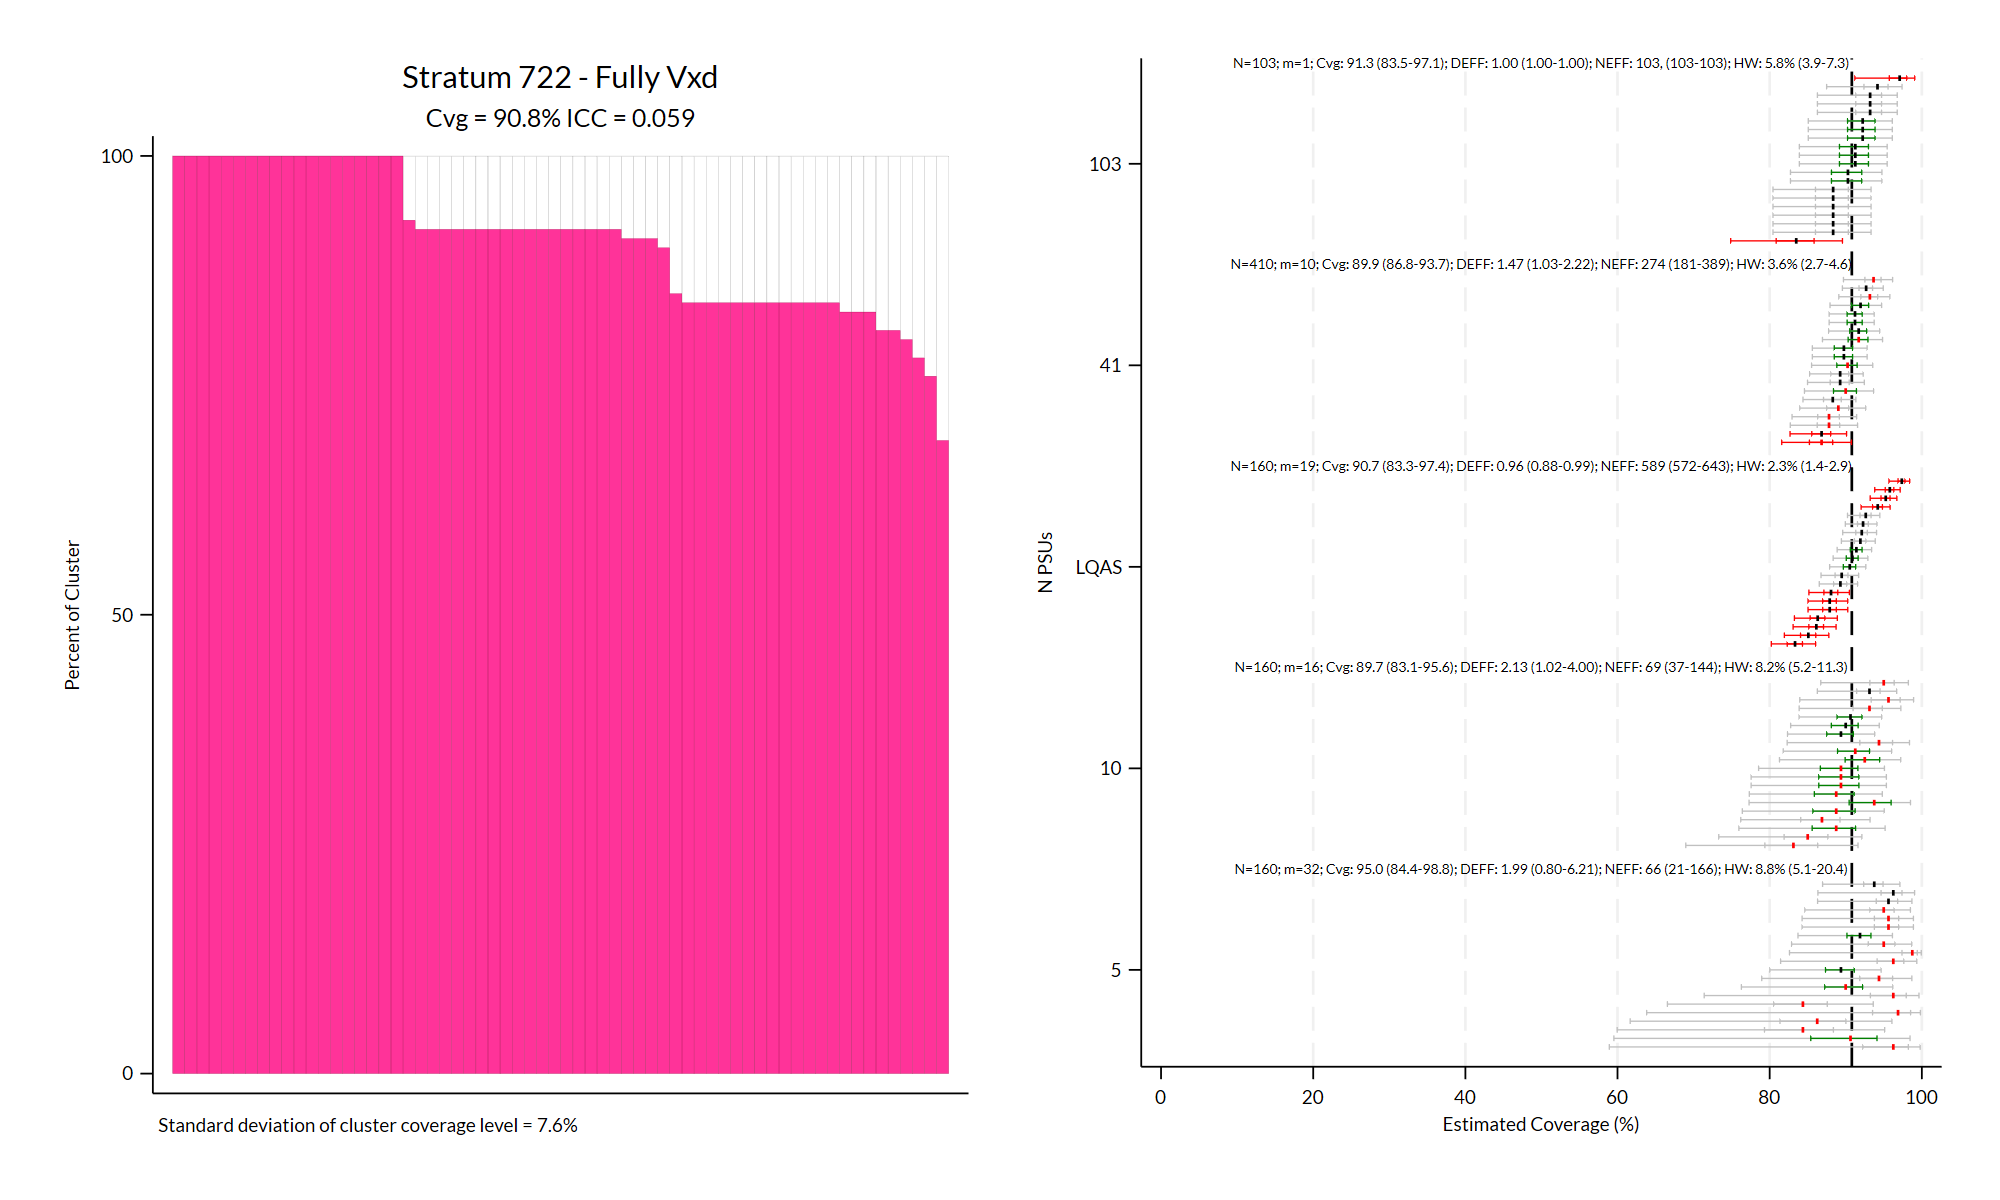 Stratum 722 - Fully Vxd
Cvg = 90.8% ICC = 0.059
Percent of Cluster
100
50
0
Standard deviation of cluster coverage level = 7.6%
N PSUs
N=103; m=1; Cvg: 91.3 (83.5-97.1); DEFF: 1.00 (1.00-1.00); NEFF: 103, (103-103); HW: 5.8% (3.9-7.3)
103
N=410; m=10; Cvg: 89.9 (86.8-93.7); DEFF: 1.47 (1.03-2.22); NEFF: 274 (181-389); HW: 3.6% (2.7-4.6)
41
N=160; m=19; Cvg: 90.7 (83.3-97.4); DEFF: 0.96 (0.88-0.99); NEFF: 589 (572-643); HW: 2.3% (1.4-2.9)
LQAS
N=160; m=16; Cvg: 89.7 (83.1-95.6); DEFF: 2.13 (1.02-4.00); NEFF: 69 (37-144); HW: 8.2% (5.2-11.3)
10
N=160; m=32; Cvg: 95.0 (84.4-98.8); DEFF: 1.99 (0.80-6.21); NEFF: 66 (21-166); HW: 8.8% (5.1-20.4)
5
0 20 40 60 80 100
Estimated Coverage (%)